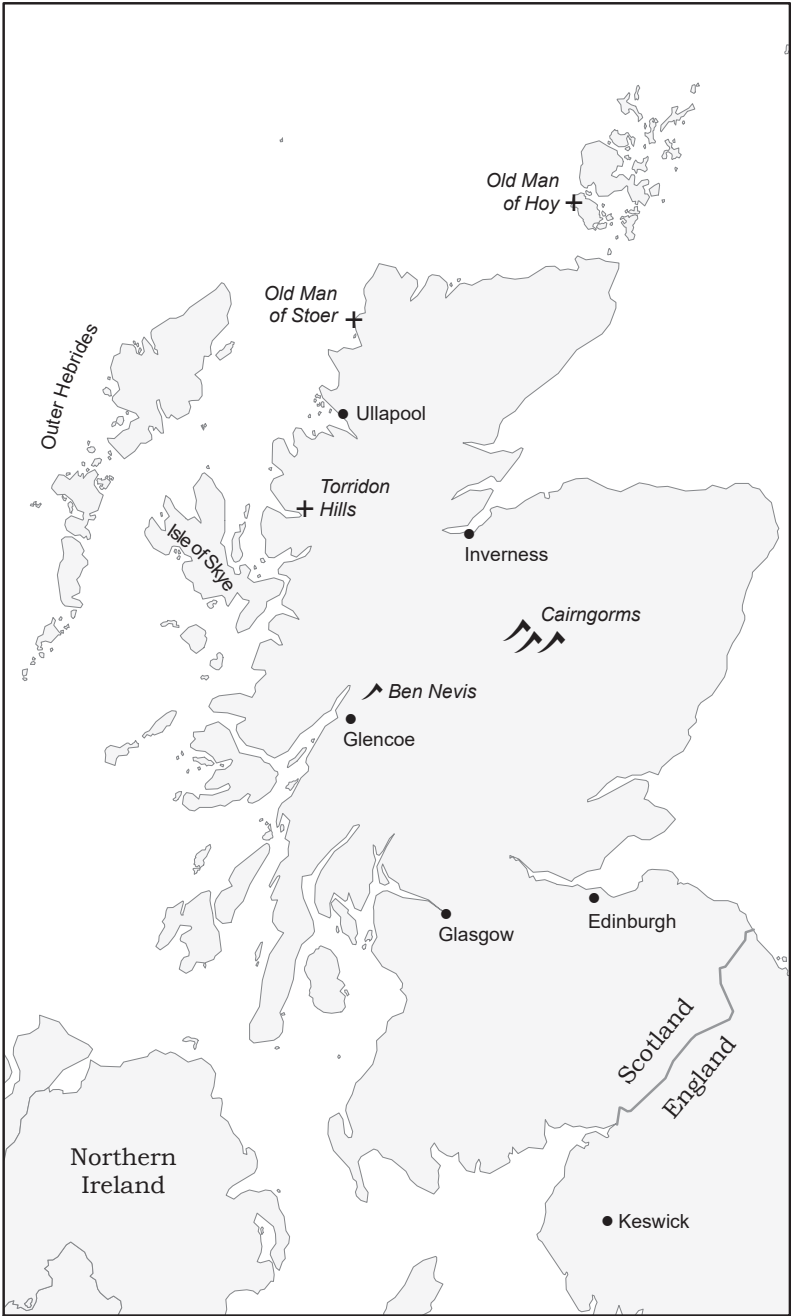 Old Man
of Hoy
Old Man
of Stoer
Outer Hebrides
Ullapool
Torridon
Hills
Isle of Skye
Inverness
Cairngorms
Ben Nevis
Glencoe
Glasgow
Edinburgh
Scotland
England
Northern
Ireland
Keswick